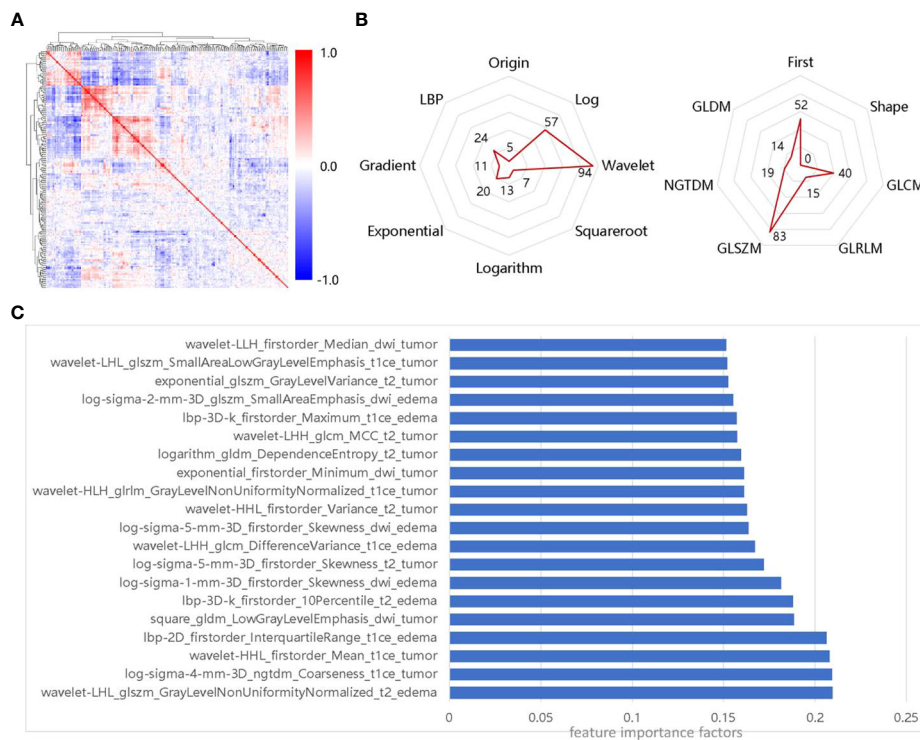 A
1.0
0.0
-1.0
B
Origin
Log
Wavelet
Squareroot
Logarithm
Exponential
Gradient
LBP
5
57
94
7
13
20
11
24
First
Shape
GLCM
GLRLM
GLSZM
NGTDM
GLDM
52
0
40
15
83
19
14
C
wavelet-LLH_firstorder_Median_dwi_tumor
wavelet-LHL_glszm_SmallAreaLowGrayLevelEmphasis_t1ce_tumor
exponential_glszm_GrayLevelVariance_t2_tumor
log-sigma-2-mm-3D_glszm_SmallAreaEmphasis_dwi_edema
lbp-3D-k_firstorder_Maximum_t1ce_edema
wavelet-LHH_glcm_MCC_t2_tumor
logarithm_gldm_DependenceEntropy_t2_tumor
exponential_firstorder_Minimum_dwi_tumor
wavelet-HLH_glrlm_GrayLevelNonUniformityNormalized_t1ce_tumor
wavelet-HHL_firstorder_Variance_t2_tumor
log-sigma-5-mm-3D_firstorder_Skewness_dwi_edema
wavelet-LHH_glcm_DifferenceVariance_t1ce_edema
log-sigma-5-mm-3D_firstorder_Skewness_t2_tumor
log-sigma-1-mm-3D_firstorder_Skewness_dwi_edema
lbp-3D-k_firstorder_10Percentile_t2_edema
square_gldm_LowGrayLevelEmphasis_dwi_tumor
lbp-2D_firstorder_InterquartileRange_t1ce_edema
wavelet-HHL_firstorder_Mean_t1ce_tumor
log-sigma-4-mm-3D_ngtdm_Coarseness_t1ce_tumor
wavelet-LHL_glszm_GrayLevelNonUniformityNormalized_t2_edema
0 0.05 0.1 0.15 0.2 0.25
feature importance factors